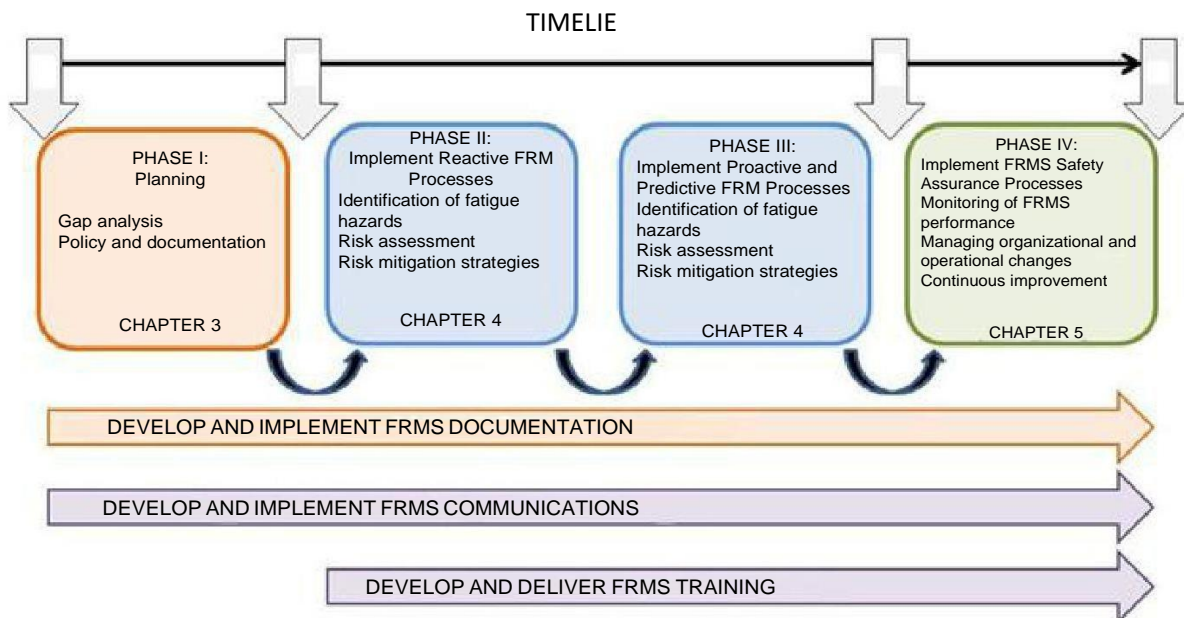 TIMELIE
PHASE I:
Planning
Gap analysis
Policy and documentation
CHAPTER 3
PHASE II:
Implement Reactive FRM
Processes
Identification of fatigue
hazards
Risk assessment
Risk mitigation strategies
CHAPTER 4
PHASE III:
Implement Proactive and
Predictive FRM Processes
Identification of fatigue
hazards
Risk assessment
Risk mitigation strategies
CHAPTER 4
PHASE IV:
Implement FRMS Safety
Assurance Processes
Monitoring of FRMS
performance
Managing organizational and
operational changes
Continuous improvement
CHAPTER 5
DEVELOP AND IMPLEMENT FRMS DOCUMENTATION
DEVELOP AND IMPLEMENT FRMS COMMUNICATIONS
DEVELOP AND DELIVER FRMS TRAINING